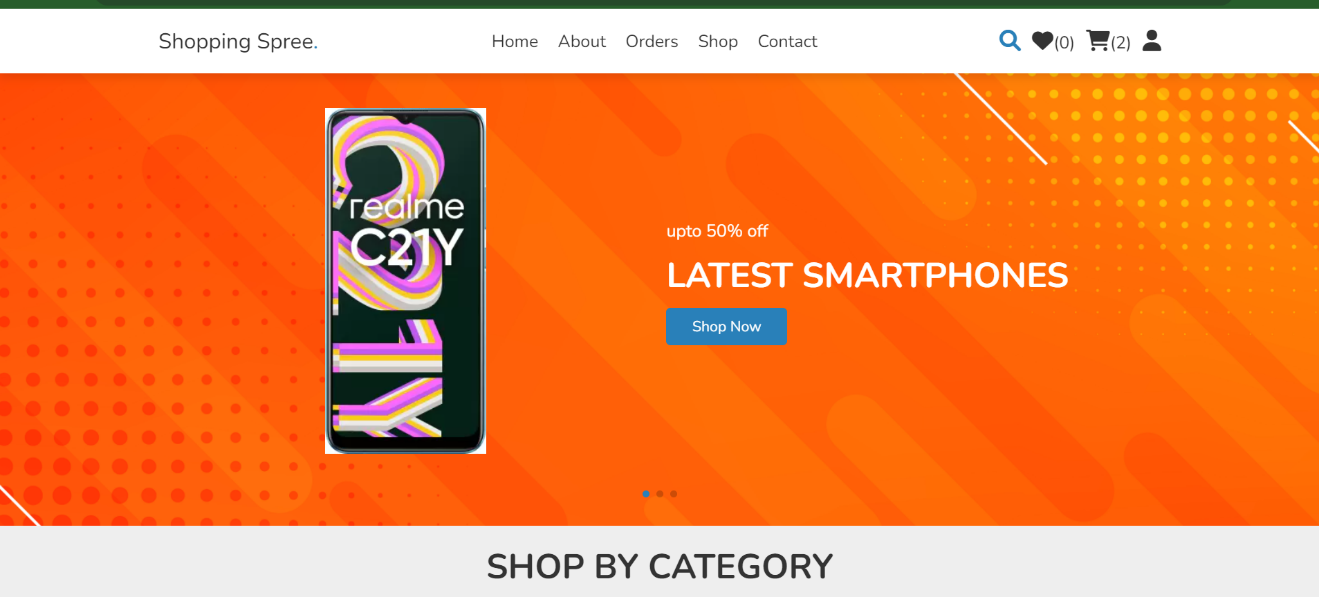 Shopping Spree.
Home About Orders Shop Contact
(0) (2)
realme
C21Y
C21Y
upto 50% off
LATEST SMARTPHONES
Shop Now
SHOP BY CATEGORY